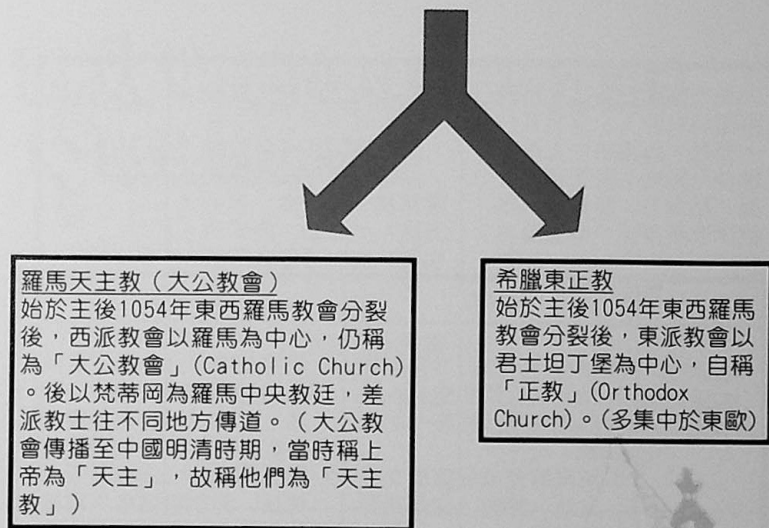 羅馬天主教（大公教會）
始於主後1054年東西羅馬教會分裂
後，西派教會以羅馬為中心，仍稱
為「大公教會」(Catholic Church)
。後以梵蒂岡為羅馬中央教廷，差
派教士往不同地方傳道。（大公教
會傳播至中國明清時期，當時稱上
帝為「天主」，故稱他們為「天主
教」）
希臘東正教
始於主後1054年東西羅馬
教會分裂後，東派教會以
君士坦丁堡為中心，自稱
「正教」(Orthodox
Church)。(多集中於東歐)